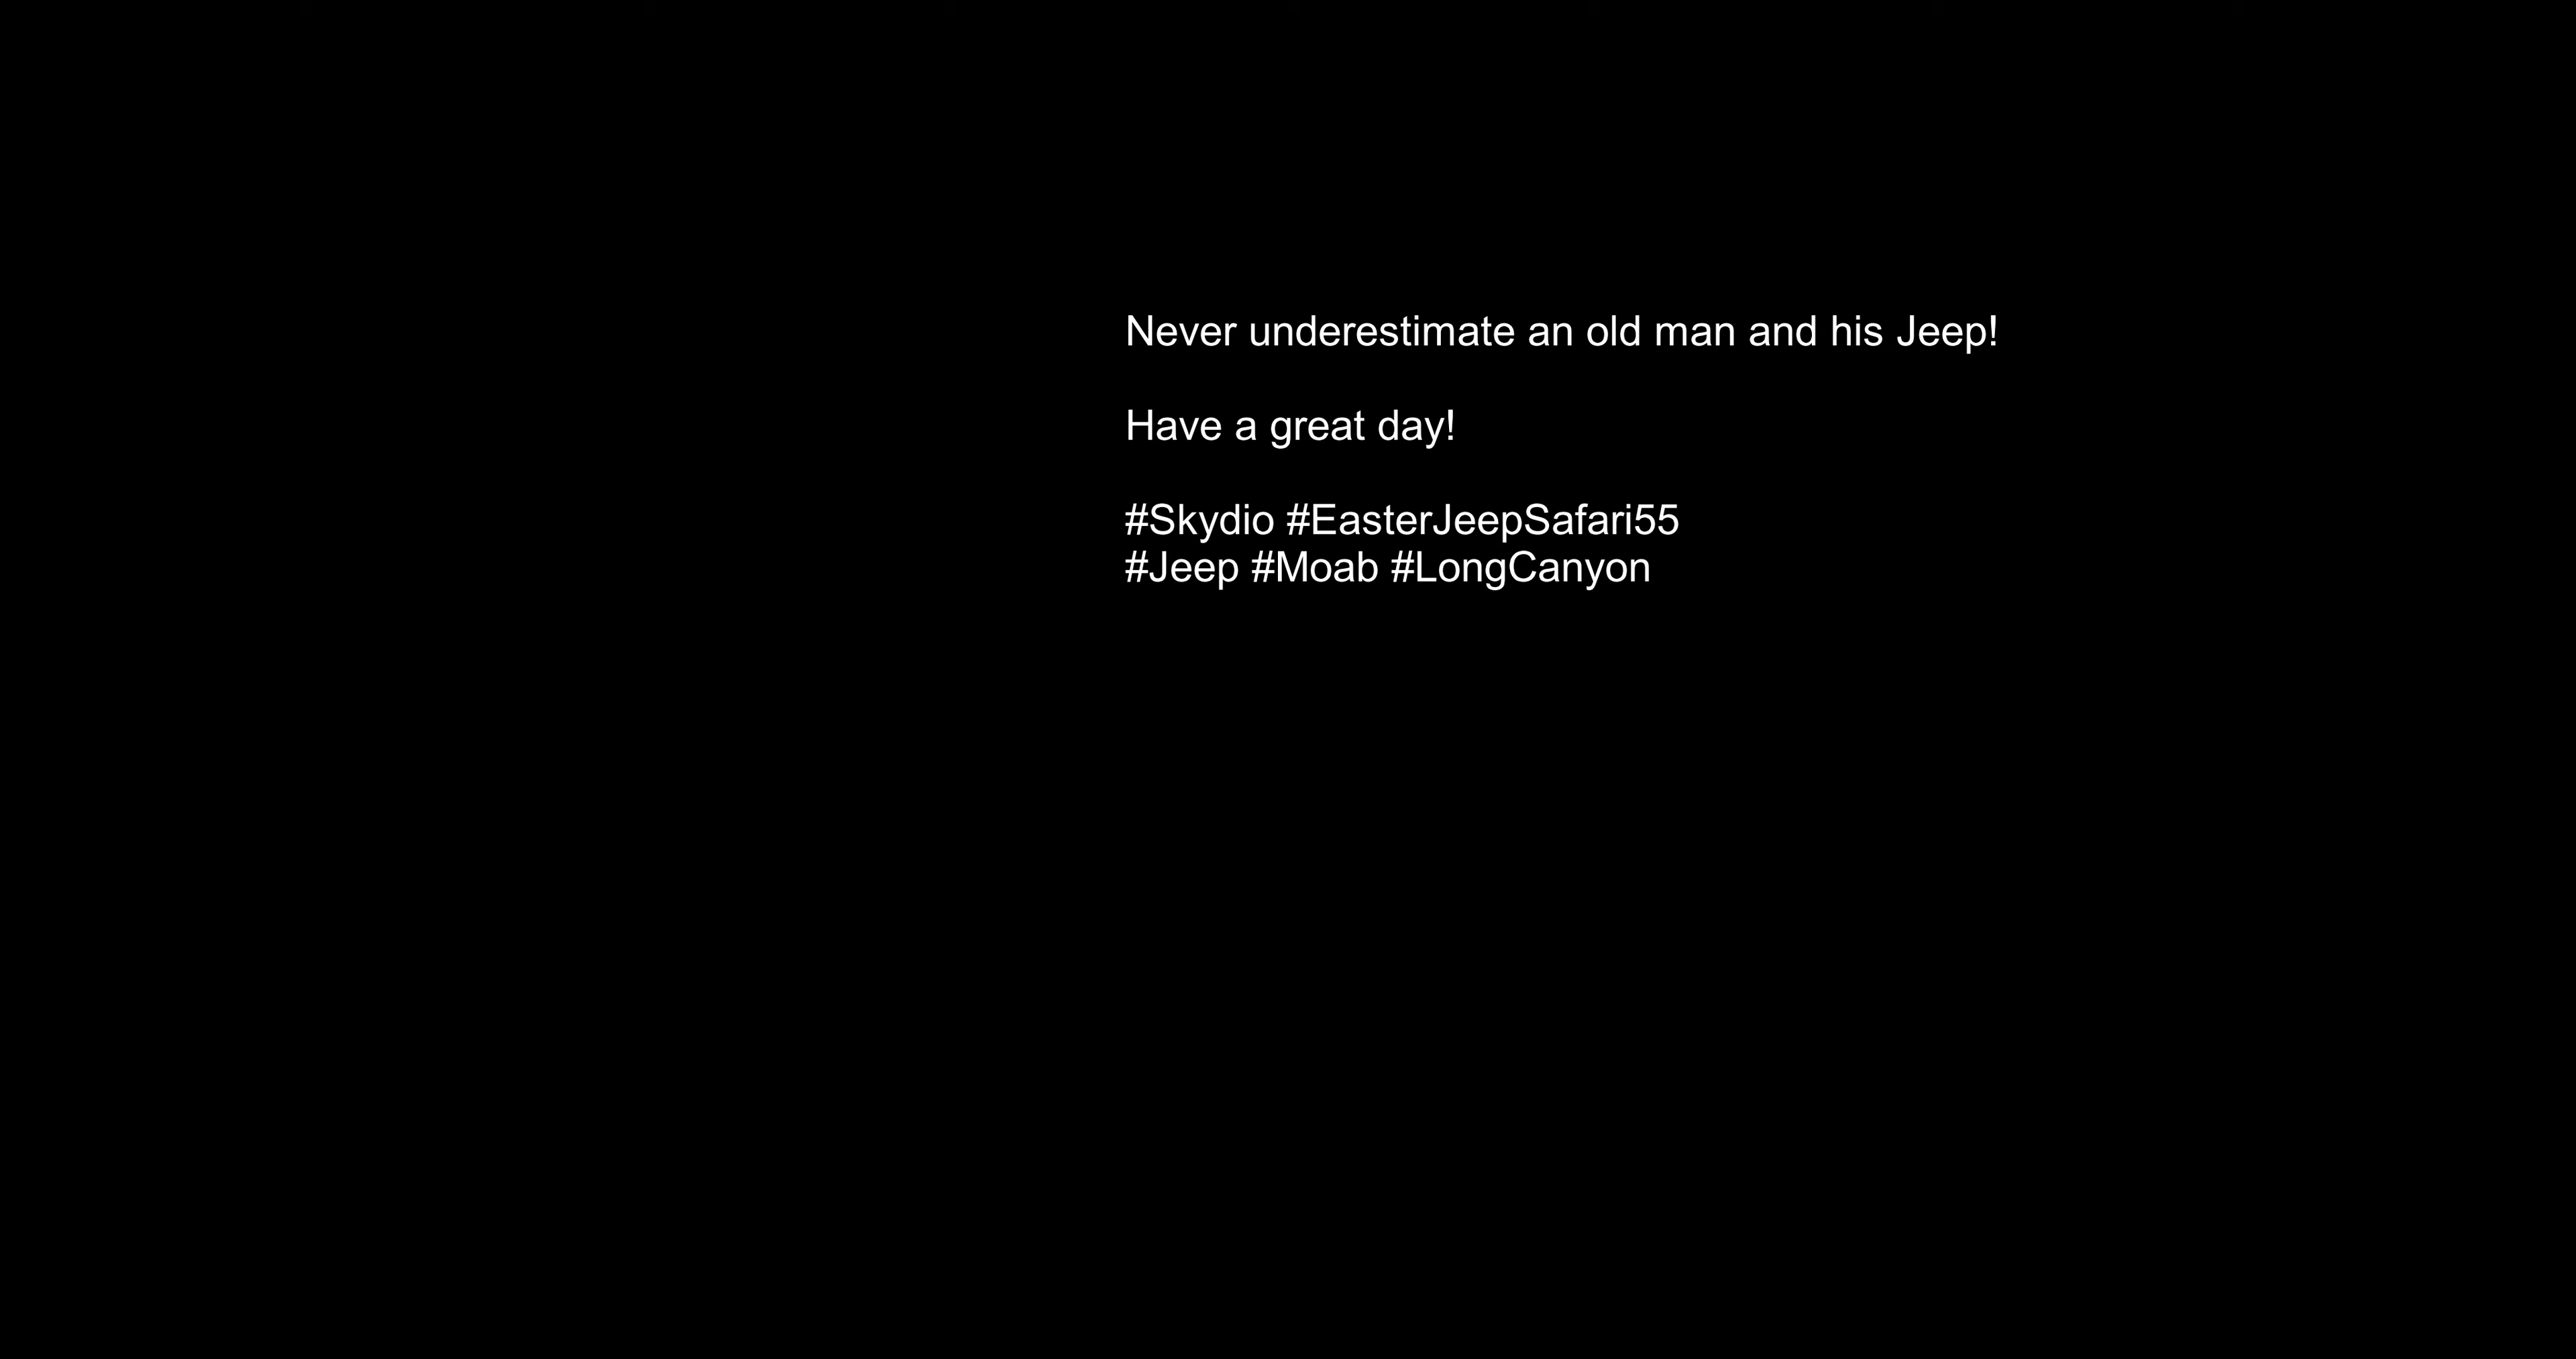 Never underestimate an old man and his Jeep!
Have a great day!
#Skydio #EasterJeepSafari55
#Jeep #Moab #LongCanyon